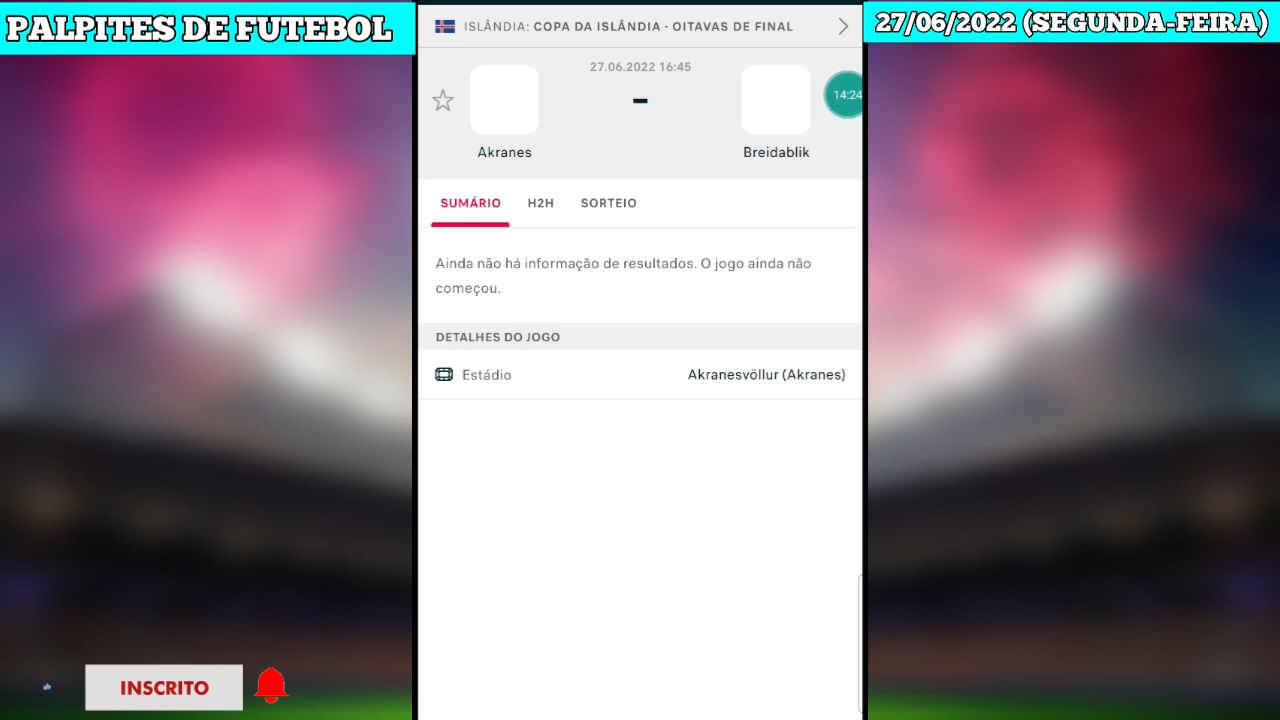 PALPITES DE FUTEBOL
ISLÂNDIA: COPA DA ISLÂNDIA - OITAVAS DE FINAL
27/06/2022 (SEGUNDA-FEIRA)
27.06.2022 16:45
-
14:24
Akranes
Breidablik
SUMÁRIO H2H SORTEIO
Ainda não há informação de resultados. O jogo ainda não
começou.
DETALHES DO JOGO
Estádio Akranesvöllur (Akranes)
INSCRITO